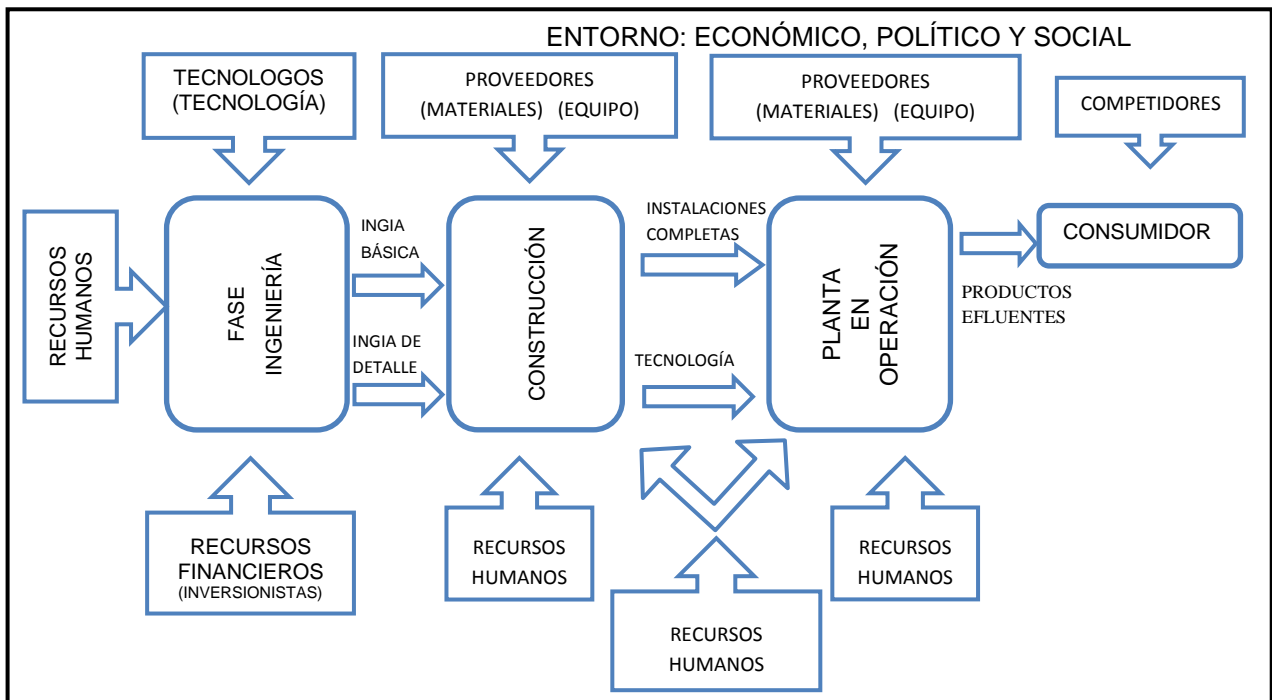 ENTORNO: ECONÓMICO, POLÍTICO Y SOCIAL
TECNOLOGOS
(TECNOLOGÍA)
PROVEEDORES
(MATERIALES) (EQUIPO)
PROVEEDORES
(MATERIALES) (EQUIPO)
COMPETIDORES
RECURSOS
HUMANOS
FASE
INGENIERÍA
INGIA
BÁSICA
INGIA DE
DETALLE
CONSTRUCCIÓN
INSTALACIONES
COMPLETAS
TECNOLOGÍA
PLANTA
EN
OPERACIÓN
CONSUMIDOR
PRODUCTOS
EFLUENTES
RECURSOS
FINANCIEROS
(INVERSIONISTAS)
RECURSOS
HUMANOS
RECURSOS
HUMANOS
RECURSOS
HUMANOS